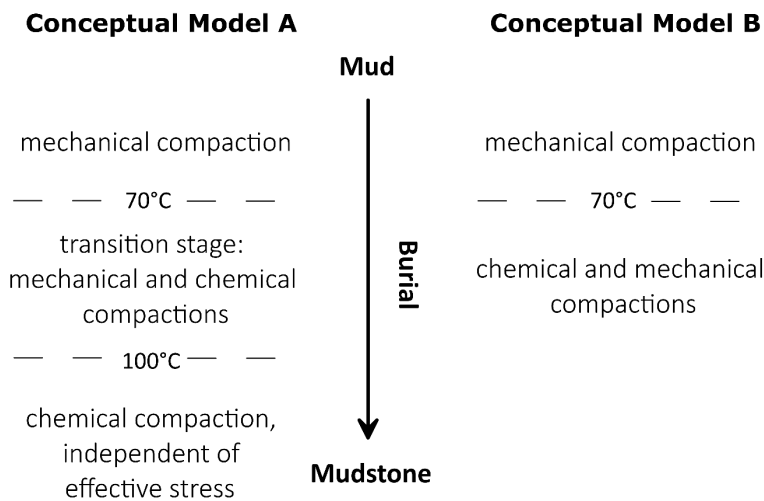 Conceptual Model A
Conceptual Model B
Mud
mechanical compaction
mechanical compaction
70°C
70°C
transition stage:
mechanical and chemical
compactions
chemical and mechanical
compactions
Burial
100°C
chemical compaction,
independent of
effective stress
Mudstone